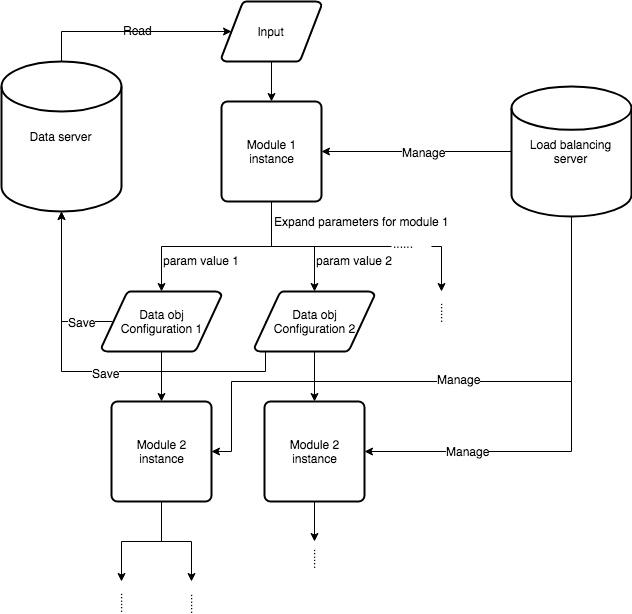 Read
Input
Data server
Module 1
instance
Manage
Load balancing
server
Expand parameters for module 1
param value 1
param value 2
......
Data obj
Configuration 1
Data obj
Configuration 2
Save
Save
Manage
Module 2
instance
Module 2
instance
Manage